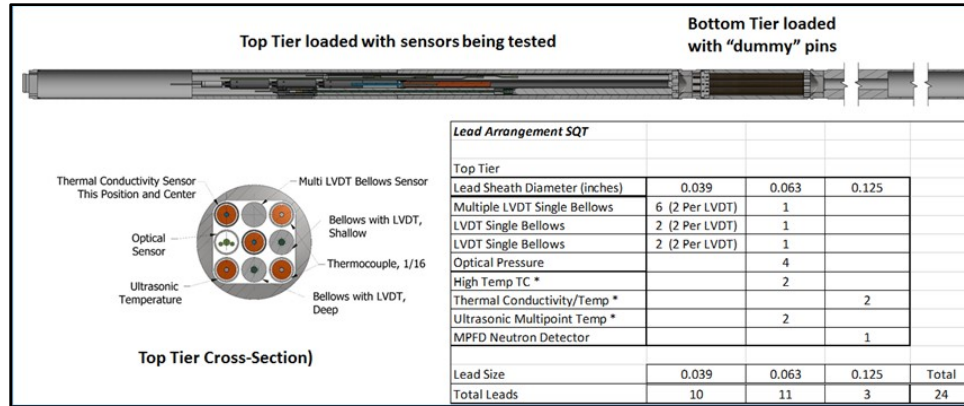 Top Tier loaded with sensors being tested
Bottom Tier loaded
with “dummy” pins
Thermal Conductivity Sensor
This Position and Center
Optical
Sensor
Ultrasonic
Temperature
Multi LVDT Bellows Sensor
Bellows with LVDT,
Shallow
Thermocouple, 1/16
Bellows with LVDT,
Deep
Top Tier Cross-Section)
Lead Arrangement SQT
Top Tier
Lead Sheath Diameter (inches) 0.039 0.063 0.125
Multiple LVDT Single Bellows 6 (2 Per LVDT) 1
LVDT Single Bellows 2 (2 Per LVDT) 1
LVDT Single Bellows 2 (2 Per LVDT) 1
Optical Pressure 4
High Temp TC * 2
Thermal Conductivity/Temp * 2
Ultrasonic Multipoint Temp * 2
MPFD Neutron Detector 1
Lead Size 0.039 0.063 0.125 Total
Total Leads 10 11 3 24